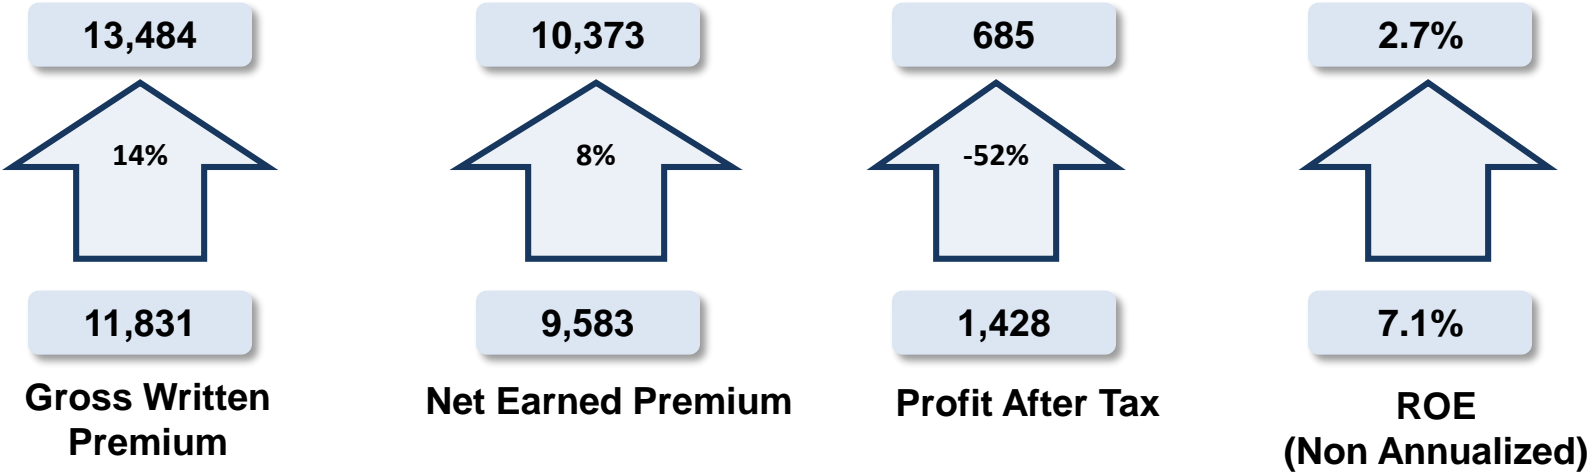 13,484
14%
11,831
Gross Written
Premium
10,373
8%
9,583
Net Earned Premium
685
-52%
1,428
Profit After Tax
2.7%
7.1%
ROE
(Non Annualized)